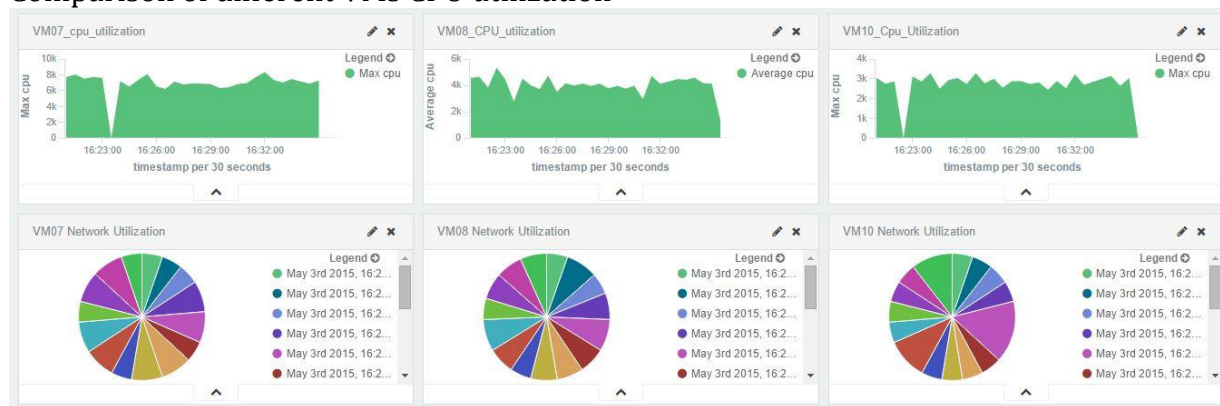 Comparison of different VMs CPU utilization
VM07_cpu_utilization
Legend
Max cpu
10k
8k
6k
4k
2k
0
Max cpu
16:23:00 16:26:00 16:29:00 16:32:00
timestamp per 30 seconds
VM08_CPU_utilization
Legend
Average cpu
6k
4k
2k
0
Average cpu
16:23:00 16:26:00 16:29:00 16:32:00
timestamp per 30 seconds
VM10_Cpu_Utilization
Legend
Max cpu
4k
3k
2k
1k
0
Max cpu
16:23:00 16:26:00 16:29:00 16:32:00
timestamp per 30 seconds
VM07 Network Utilization
Legend
May 3rd 2015, 16:2...
May 3rd 2015, 16:2...
May 3rd 2015, 16:2...
May 3rd 2015, 16:2...
May 3rd 2015, 16:2...
May 3rd 2015, 16:2...
VM08 Network Utilization
Legend
May 3rd 2015, 16:2...
May 3rd 2015, 16:2...
May 3rd 2015, 16:2...
May 3rd 2015, 16:2...
May 3rd 2015, 16:2...
May 3rd 2015, 16:2...
VM10 Network Utilization
Legend
May 3rd 2015, 16:2...
May 3rd 2015, 16:2...
May 3rd 2015, 16:2...
May 3rd 2015, 16:2...
May 3rd 2015, 16:2...
May 3rd 2015, 16:2...